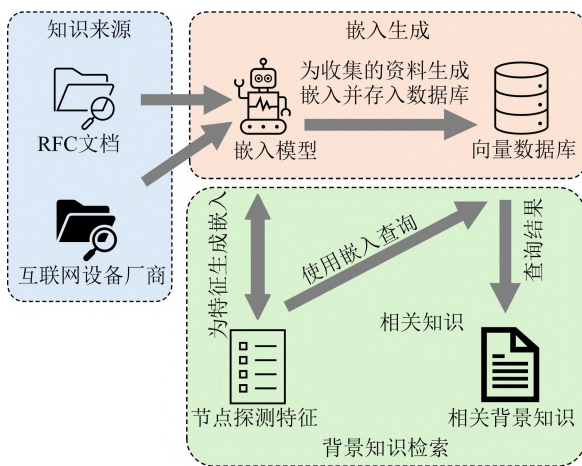 知识来源
RFC文档
互联网设备厂商
嵌入生成
为收集的资料生成
嵌入并存入数据库
嵌入模型
向量数据库
为特征生成嵌入
使用嵌入查询
查询结果
相关知识
节点探测特征
相关背景知识
背景知识检索